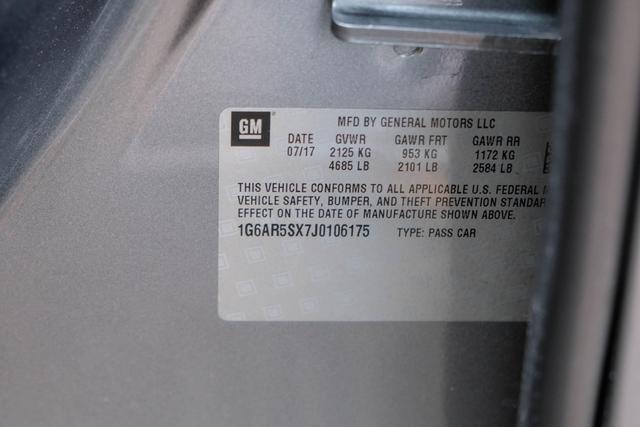 GM
MFD BY GENERAL MOTORS LLC
DATE GVWR GAWR FRT GAWR RR
07/17 2125 KG 953 KG 1172 KG
4685 LB 2101 LB 2584 LB
THIS VEHICLE CONFORMS TO ALL APPLICABLE U.S. FEDERAL
VEHICLE SAFETY, BUMPER, AND THEFT PREVENTION STANDAR
EFFECT ON THE DATE OF MANUFACTURE SHOWN ABOVE.
1G6AR5SX7J0106175 TYPE: PASS CAR